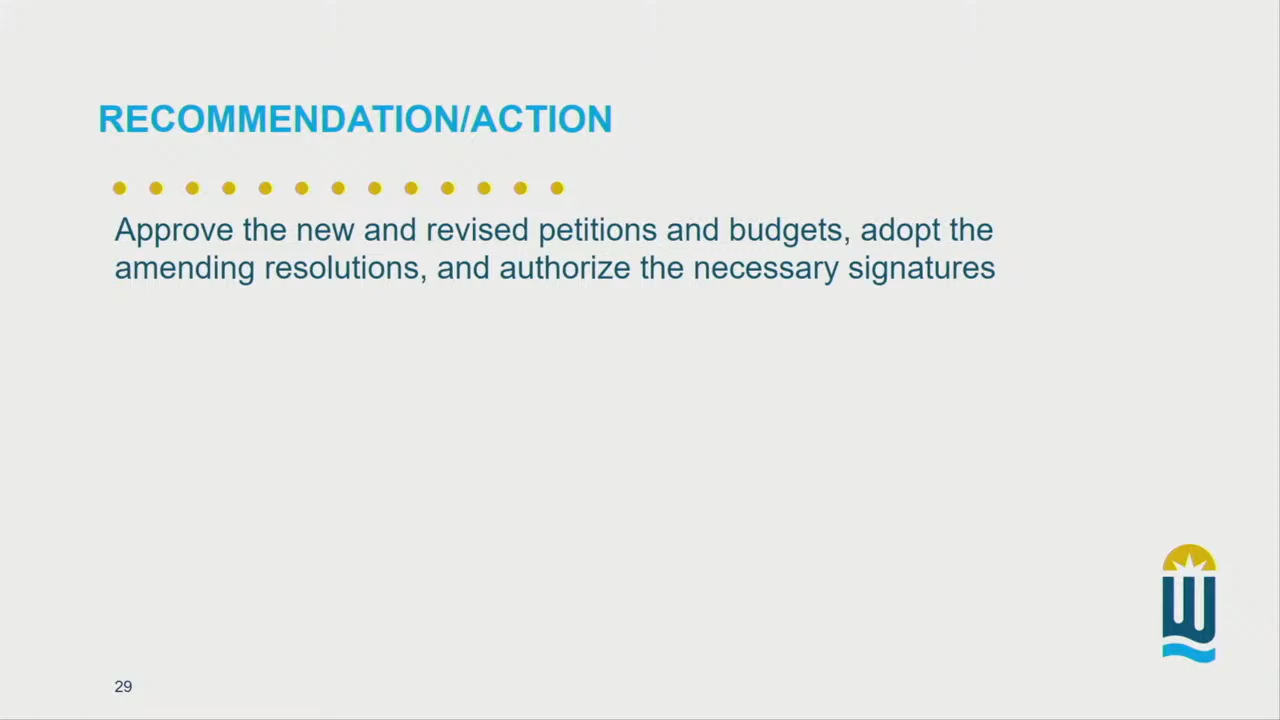 RECOMMENDATION/ACTION
Approve the new and revised petitions and budgets, adopt the
amending resolutions, and authorize the necessary signatures
29